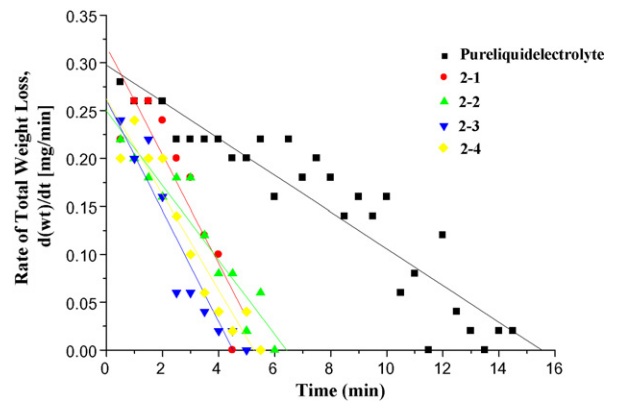 0.35
0.30
0.25
0.20
0.15
0.10
0.05
0.00
0 2 4 6 8 10 12 14 16
Rate of Total Weight Loss,
d(wt)/dt [mg/min]
Time (min)
Pureliquidelectrolyte
2-1
2-2
2-3
2-4